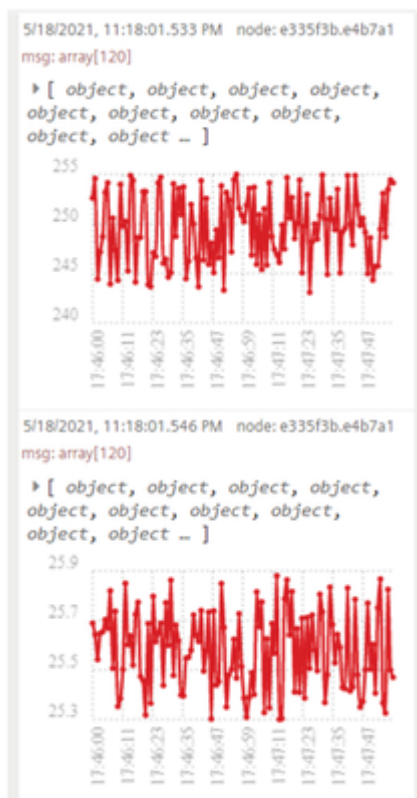 5/18/2021, 11:18:01.533 PM node: e335f3b.e4b7a1
msg: array[120]
[ object, object, object, object,
object, object, object, object,
object, object … ]
255
250
245
240
17:46:00 17:46:11 17:46:23 17:46:35 17:46:47 17:46:59 17:47:11 17:47:23 17:47:35 17:47:47
5/18/2021, 11:18:01.546 PM node: e335f3b.e4b7a1
msg: array[120]
[ object, object, object, object,
object, object, object, object,
object, object … ]
25.9
25.7
25.5
25.3
17:46:00 17:46:11 17:46:23 17:46:35 17:46:47 17:46:59 17:47:11 17:47:23 17:47:35 17:47:47